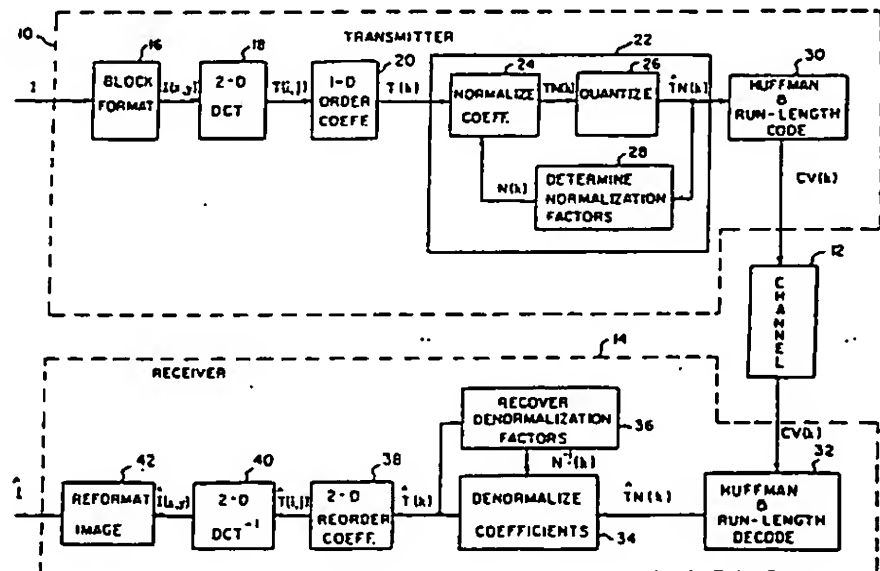 10
TRANSMITTER
I
16
BLOCK
FORMAT
I(x,y)
18
2-D
DCT
T(i,j)
20
1-D
ORDER
COEFF.
T(k)
22
24
NORMALIZE
COEFF.
TN(k)
26
QUANTIZE
T̂N(k)
28
DETERMINE
NORMALIZATION
FACTORS
N(k)
30
HUFFMAN
&
RUN-LENGTH
CODE
CV(k)
12
CHANNEL
14
RECEIVER
CV(k)
32
HUFFMAN
&
RUN-LENGTH
DECODE
T̂N(k)
RECOVER
DENORMALIZATION
FACTORS
36
N⁻¹(k)
DENORMALIZE
COEFFICIENTS
34
T̂(k)
38
2-D
REORDER
COEFF.
T̂(i,j)
40
2-D
DCT⁻¹
Î(x,y)
42
REFORMAT
IMAGE
Î